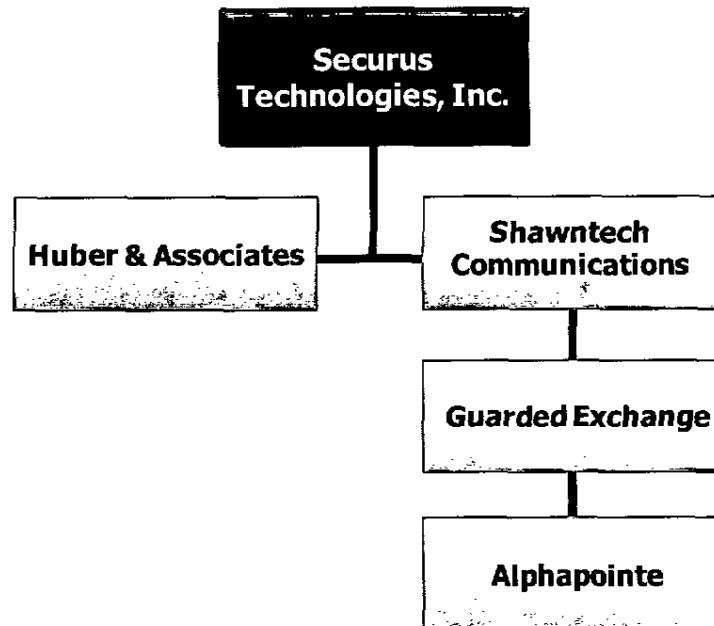 Securus
Technologies, Inc.
Huber & Associates
Shawntech
Communications
Guarded Exchange
Alphapointe